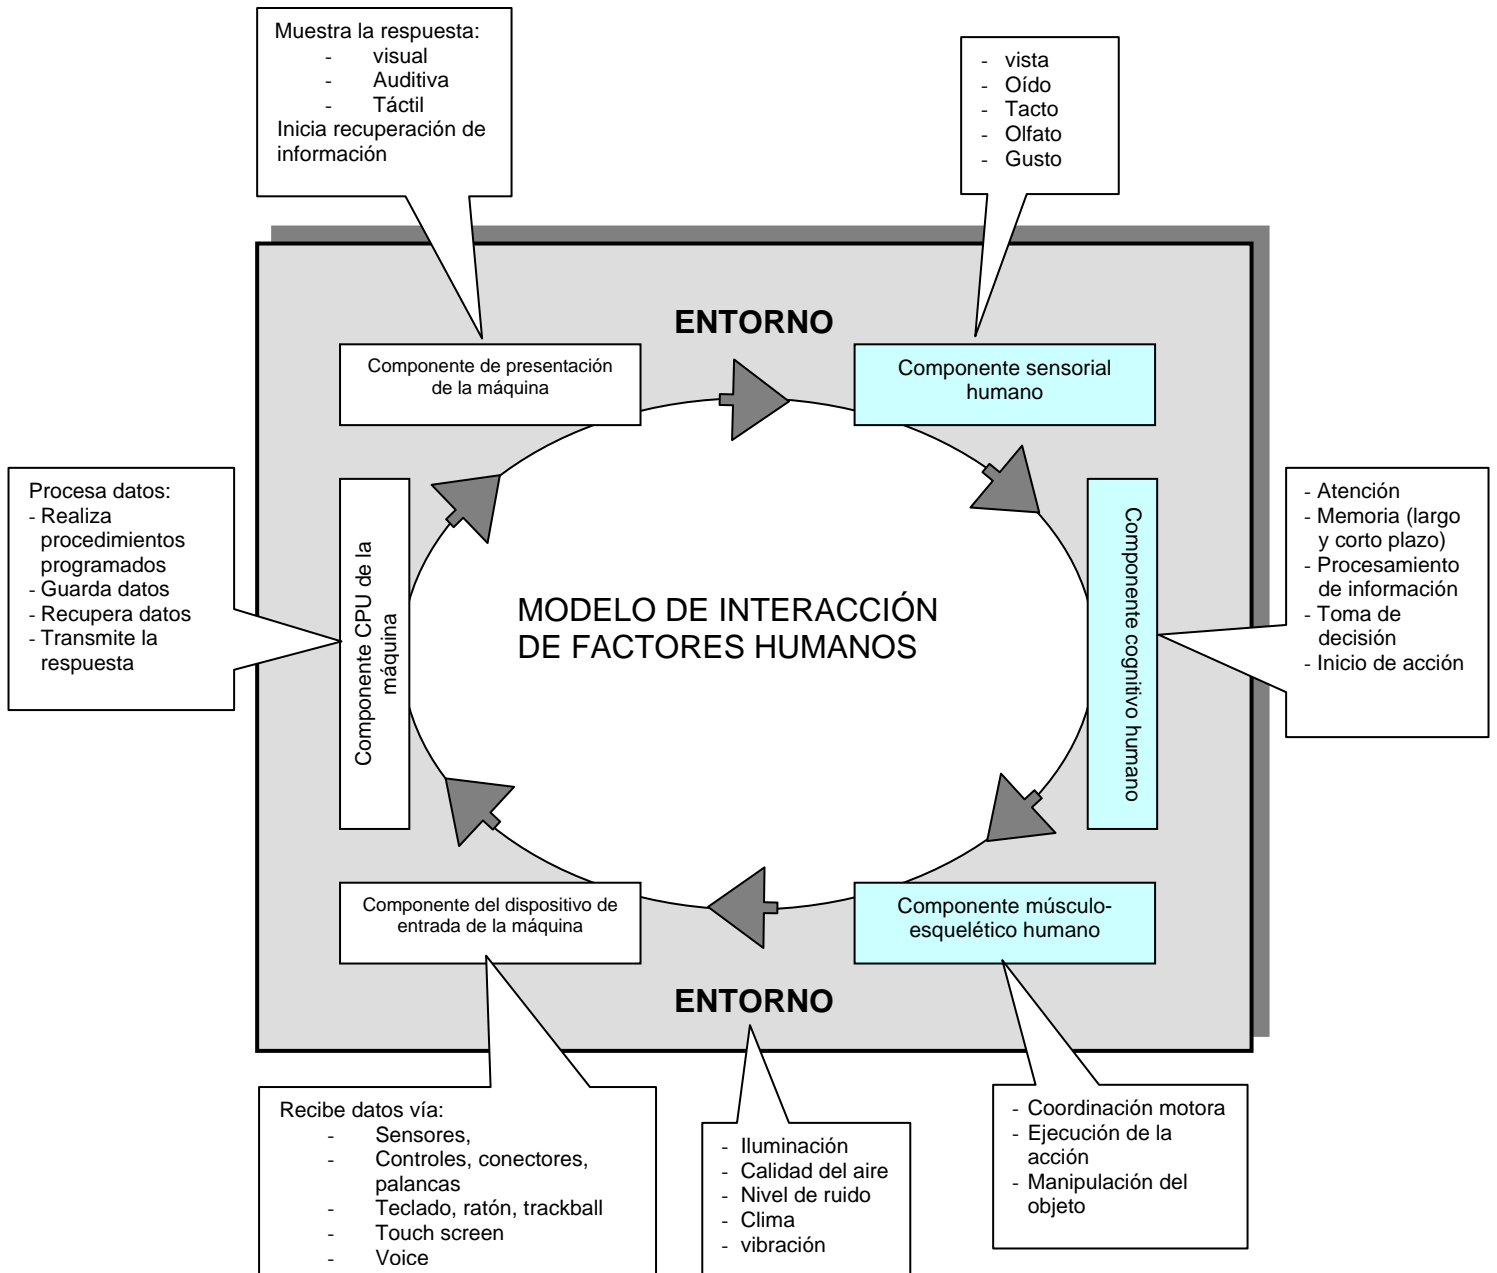 Muestra la respuesta:
- visual
- Auditiva
- Táctil
Inicia recuperación de
información
- vista
- Oído
- Tacto
- Olfato
- Gusto
ENTORNO
Componente de presentación
de la máquina
Componente sensorial
humano
Procesa datos:
- Realiza
procedimientos
programados
- Guarda datos
- Recupera datos
- Transmite la
respuesta
Componente CPU de la
máquina
MODELO DE INTERACCIÓN
DE FACTORES HUMANOS
Componente cognitivo humano
- Atención
- Memoria (largo
y corto plazo)
- Procesamiento
de información
- Toma de
decisión
- Inicio de acción
Componente del dispositivo de
entrada de la máquina
Componente músculo-
esquelético humano
ENTORNO
Recibe datos vía:
- Sensores,
- Controles, conectores,
palancas
- Teclado, ratón, trackball
- Touch screen
- Voice
- Iluminación
- Calidad del aire
- Nivel de ruido
- Clima
- vibración
- Coordinación motora
- Ejecución de la
acción
- Manipulación del
objeto